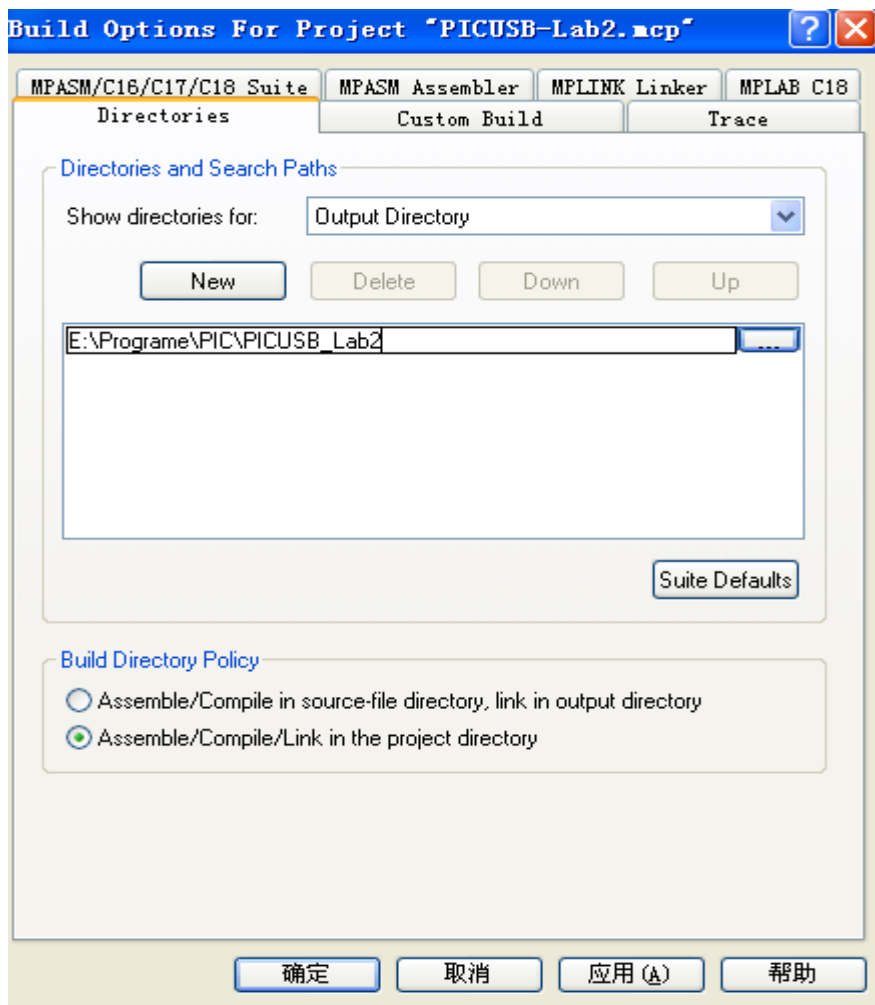 Build Options For Project "PICUSB-Lab2.mcp"
MPASM/C16/C17/C18 Suite MPASM Assembler MPLINK Linker MPLAB C18
Directories Custom Build Trace
Directories and Search Paths
Show directories for: Output Directory
New Delete Down Up
E:\Programe\PIC\PICUSB_Lab2 ...
Suite Defaults
Build Directory Policy
Assemble/Compile in source-file directory, link in output directory
Assemble/Compile/Link in the project directory
确定 取消 应用(A) 帮助